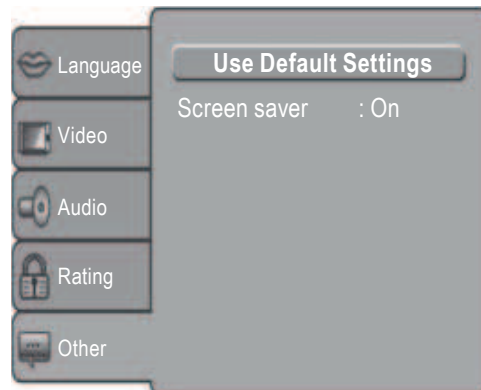 Language
Video
Audio
Rating
Other
Use Default Settings
Screen saver : On